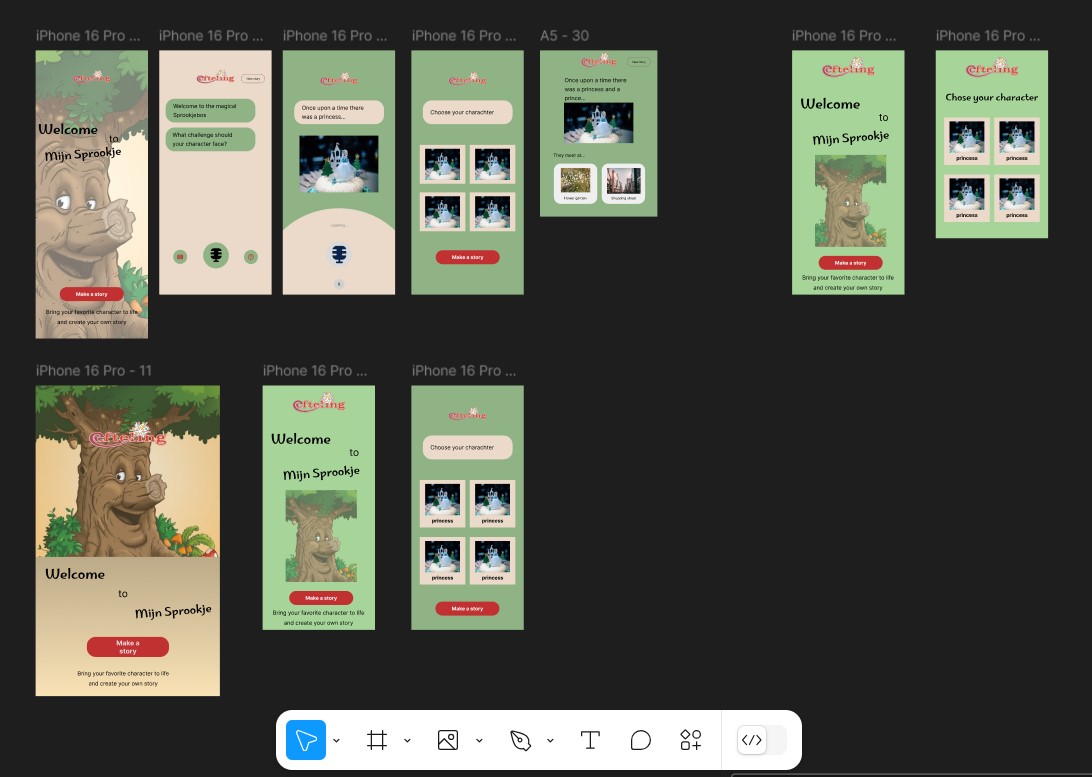 iPhone 16 Pro ...
iPhone 16 Pro ...
iPhone 16 Pro ...
iPhone 16 Pro ...
A5 - 30
iPhone 16 Pro ...
iPhone 16 Pro ...
Efteling
Welcome
to
Mijn Sprookje
Make a story
Bring your favorite character to life
and create your own story
Efteling
New story
Welcome to the magical
Sprookjebos
What challenge should
your character face?
Efteling
Once upon a time there
was a princess...
Efteling
Choose your charachter
Make a story
Efteling
New story
Once upon a time there
was a princess and a
prince...
They meet at...
Flower garden
Shopping street
Efteling
Welcome
to
Mijn Sprookje
Make a story
Bring your favorite character to life
and create your own story
Efteling
Chose your character
princess
princess
princess
princess
iPhone 16 Pro - 11
iPhone 16 Pro ...
iPhone 16 Pro ...
Efteling
Welcome
to
Mijn Sprookje
Make a
story
Bring your favorite character to life
and create your own story
Efteling
Welcome
to
Mijn Sprookje
Make a story
Bring your favorite character to life
and create your own story
Efteling
Choose your charachter
princess
princess
princess
princess
Make a story